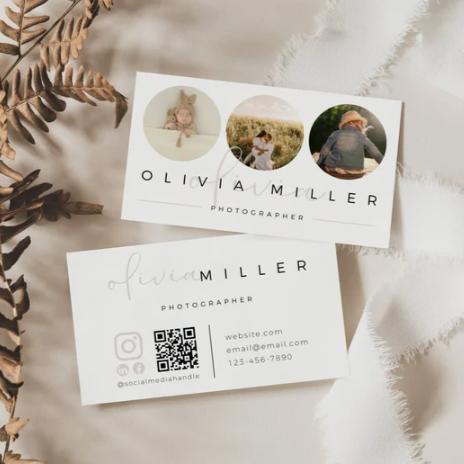 olivia
OLIVIA MILLER
PHOTOGRAPHER
olivia MILLER
PHOTOGRAPHER
@socialmediahandle
website.com
email@email.com
123-456-7890